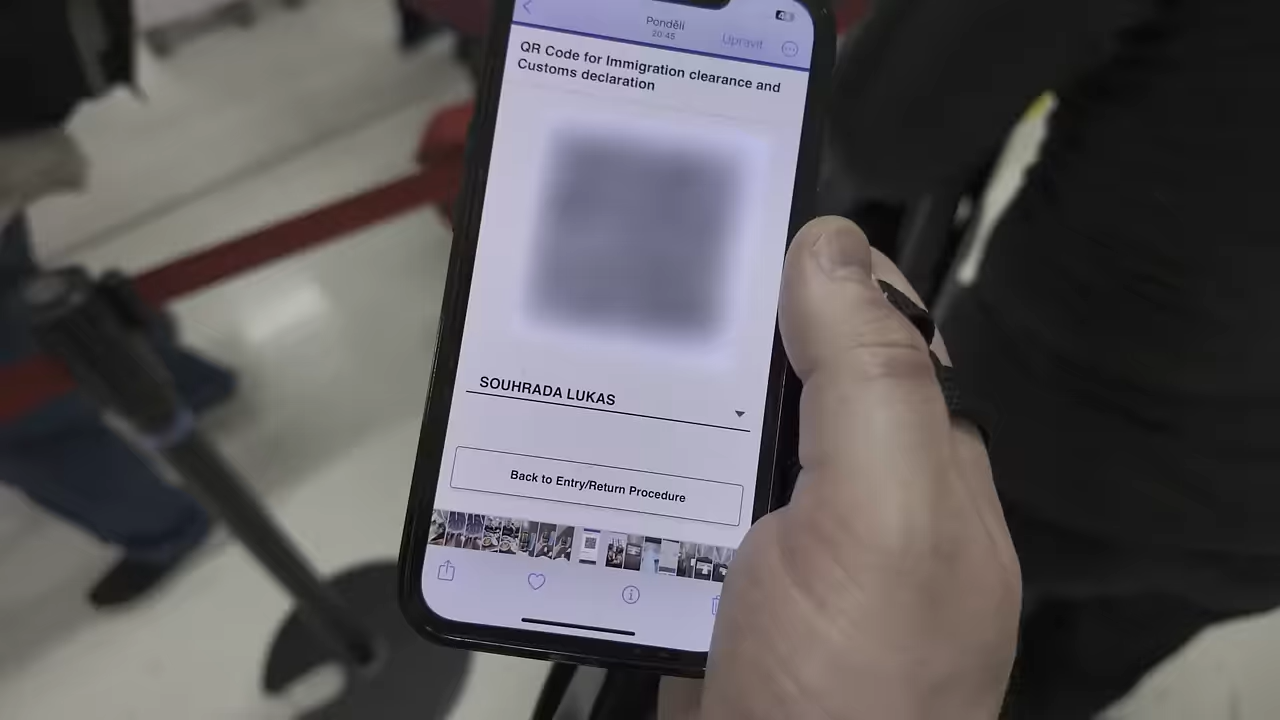 Pondělí
20:45
Upravit
QR Code for Immigration clearance and
Customs declaration
SOUHRADA LUKAS
Back to Entry/Return Procedure